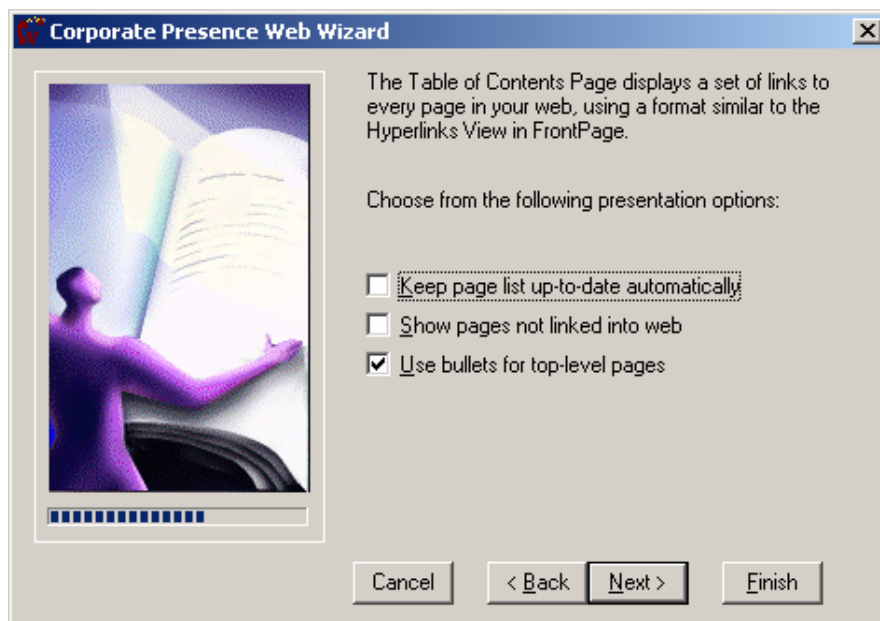 Corporate Presence Web Wizard
The Table of Contents Page displays a set of links to
every page in your web, using a format similar to the
Hyperlinks View in FrontPage.
Choose from the following presentation options:
Keep page list up-to-date automatically
Show pages not linked into web
Use bullets for top-level pages
Cancel
< Back
Next >
Finish